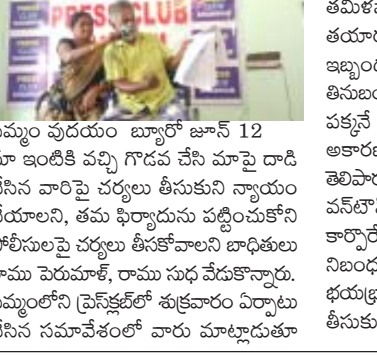 PRESS CLUB
మ్మం వుదయం బ్యూరో జూన్ 12
ఇంటికి వచ్చి గొడవ చేసి మాపై దాడి
చేసిన వారిపై చర్యలు తీసుకుని న్యాయం
చేయాలని, తమ ఫిర్యాదును పట్టించుకోని
పోలీసులపై చర్యలు తీసకోవాలని బాధితులు
రాము పెరుమాళ్, రాము సుధ వేడుకొన్నారు.
మ్మంలోని ప్రెస్‌క్లబ్‌లో శుక్రవారం ఏర్పాటు
చేసిన సమావేశంలో వారు మాట్లాడుతూ
తమిళ
తయార
ఇబ్బంది
తినుబం
పక్కనే
అకారణ
తెలిపార
వన్‌టౌ
కార్పొరే
నిబంధ
భయభ్ర
తీసుకు